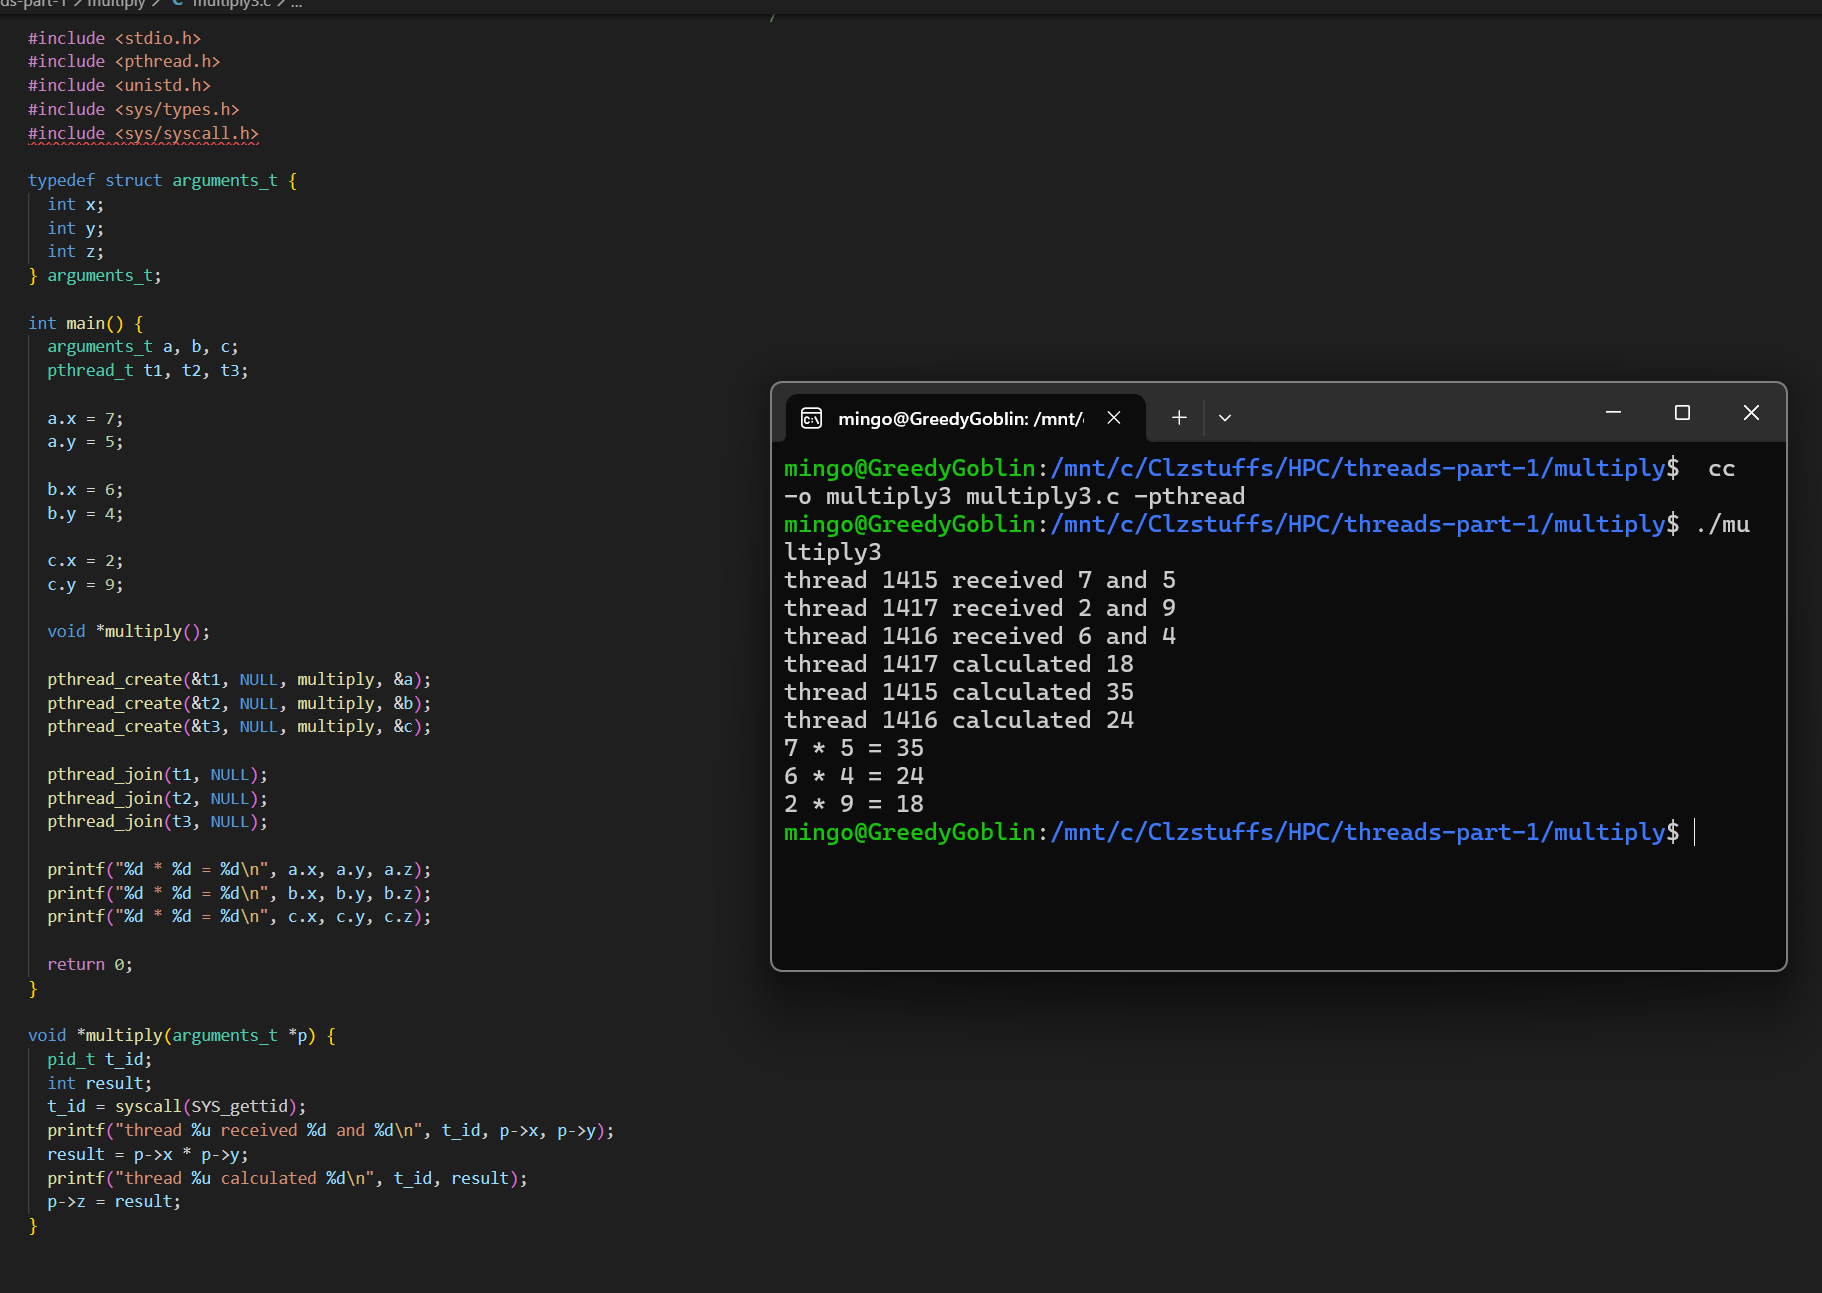 ds-part-1 > multiply > C multiply3.c > ...
/
#include <stdio.h>
#include <pthread.h>
#include <unistd.h>
#include <sys/types.h>
#include <sys/syscall.h>
typedef struct arguments_t {
  int x;
  int y;
  int z;
} arguments_t;
int main() {
  arguments_t a, b, c;
  pthread_t t1, t2, t3;
  a.x = 7;
  a.y = 5;
  b.x = 6;
  b.y = 4;
  c.x = 2;
  c.y = 9;
  void *multiply();
  pthread_create(&t1, NULL, multiply, &a);
  pthread_create(&t2, NULL, multiply, &b);
  pthread_create(&t3, NULL, multiply, &c);
  pthread_join(t1, NULL);
  pthread_join(t2, NULL);
  pthread_join(t3, NULL);
  printf("%d * %d = %d\n", a.x, a.y, a.z);
  printf("%d * %d = %d\n", b.x, b.y, b.z);
  printf("%d * %d = %d\n", c.x, c.y, c.z);
  return 0;
}
void *multiply(arguments_t *p) {
  pid_t t_id;
  int result;
  t_id = syscall(SYS_gettid);
  printf("thread %u received %d and %d\n", t_id, p->x, p->y);
  result = p->x * p->y;
  printf("thread %u calculated %d\n", t_id, result);
  p->z = result;
}
mingo@GreedyGoblin: /mnt/
mingo@GreedyGoblin:/mnt/c/Clzstuffs/HPC/threads-part-1/multiply$  cc
-o multiply3 multiply3.c -pthread
mingo@GreedyGoblin:/mnt/c/Clzstuffs/HPC/threads-part-1/multiply$ ./mu
ltiply3
thread 1415 received 7 and 5
thread 1417 received 2 and 9
thread 1416 received 6 and 4
thread 1417 calculated 18
thread 1415 calculated 35
thread 1416 calculated 24
7 * 5 = 35
6 * 4 = 24
2 * 9 = 18
mingo@GreedyGoblin:/mnt/c/Clzstuffs/HPC/threads-part-1/multiply$